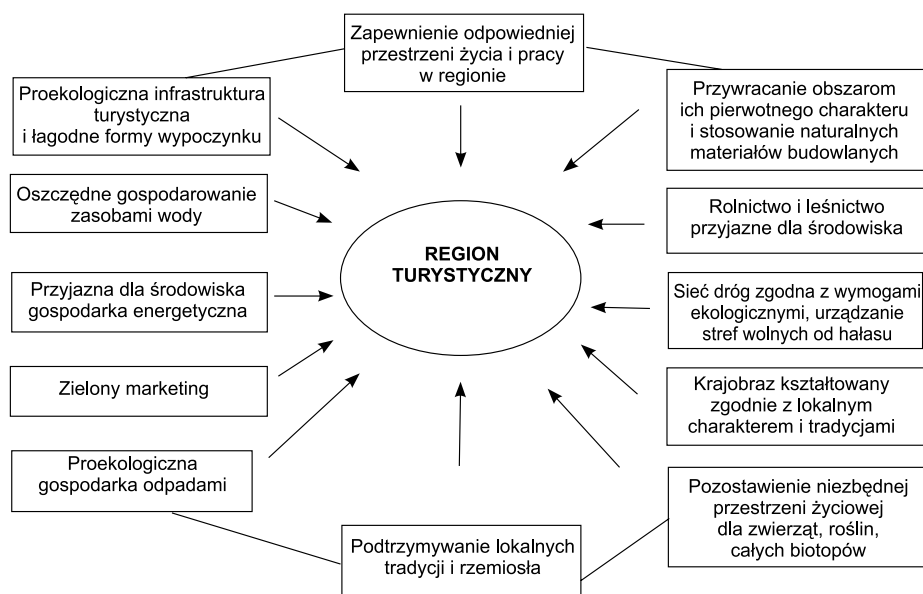 Zapewnienie odpowiedniej
przestrzeni życia i pracy
w regionie
Proekologiczna infrastruktura
turystyczna
i łagodne formy wypoczynku
Przywracanie obszarom
ich pierwotnego charakteru
i stosowanie naturalnych
materiałów budowlanych
Oszczędne gospodarowanie
zasobami wody
Rolnictwo i leśnictwo
przyjazne dla środowiska
REGION
TURYSTYCZNY
Przyjazna dla środowiska
gospodarka energetyczna
Sieć dróg zgodna z wymogami
ekologicznymi, urządzanie
stref wolnych od hałasu
Zielony marketing
Krajobraz kształtowany
zgodnie z lokalnym
charakterem i tradycjami
Proekologiczna
gospodarka odpadami
Pozostawienie niezbędnej
przestrzeni życiowej
dla zwierząt, roślin,
całych biotopów
Podtrzymywanie lokalnych
tradycji i rzemiosła